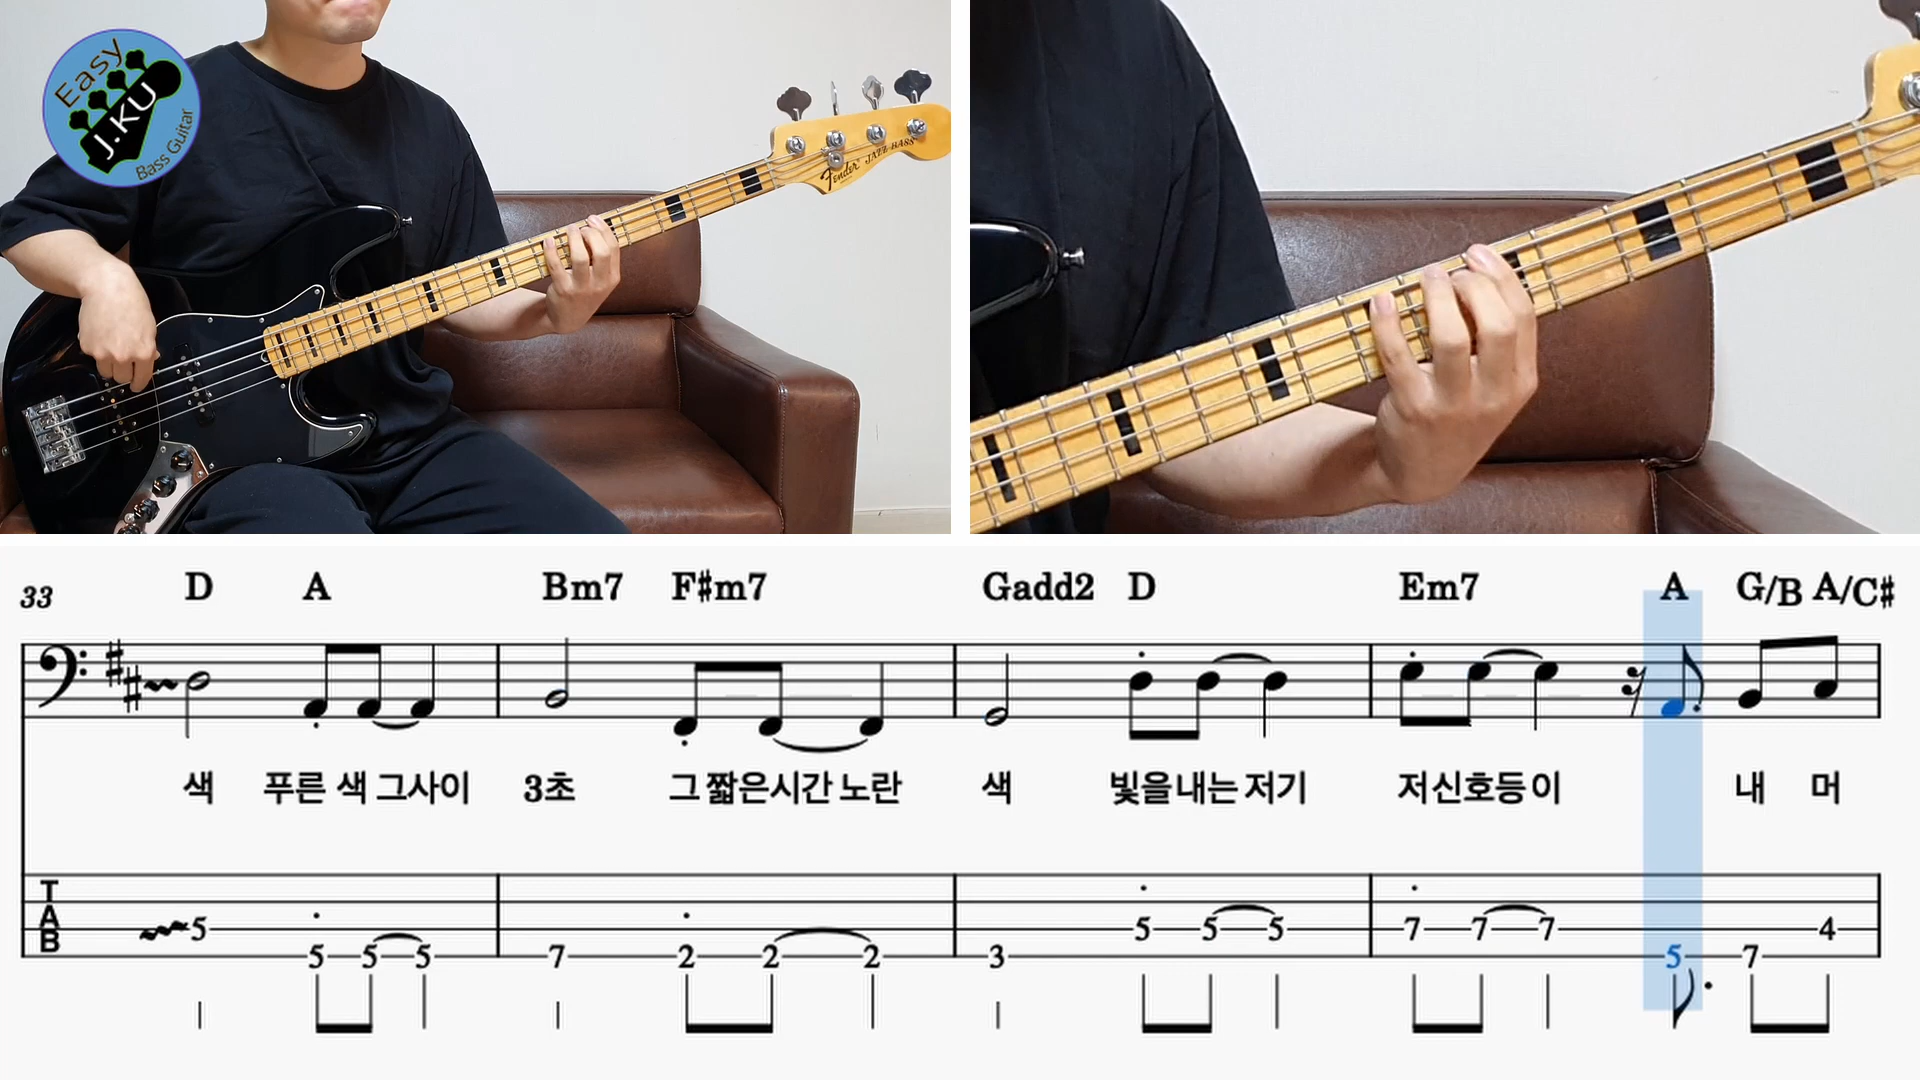 Easy
J.KU
Bass Guitar
Fender JAZZ BASS
33 D A Bm7 F#m7 Gadd2 D Em7 A G/B A/C#
색 푸른 색 그사이 3초 그 짧은시간 노란 색 빛을내는 저기 저신호등이 내 머
T
A
B
5 5 5 5 7 2 2 2 3 5 5 5 7 7 7 5 7 4